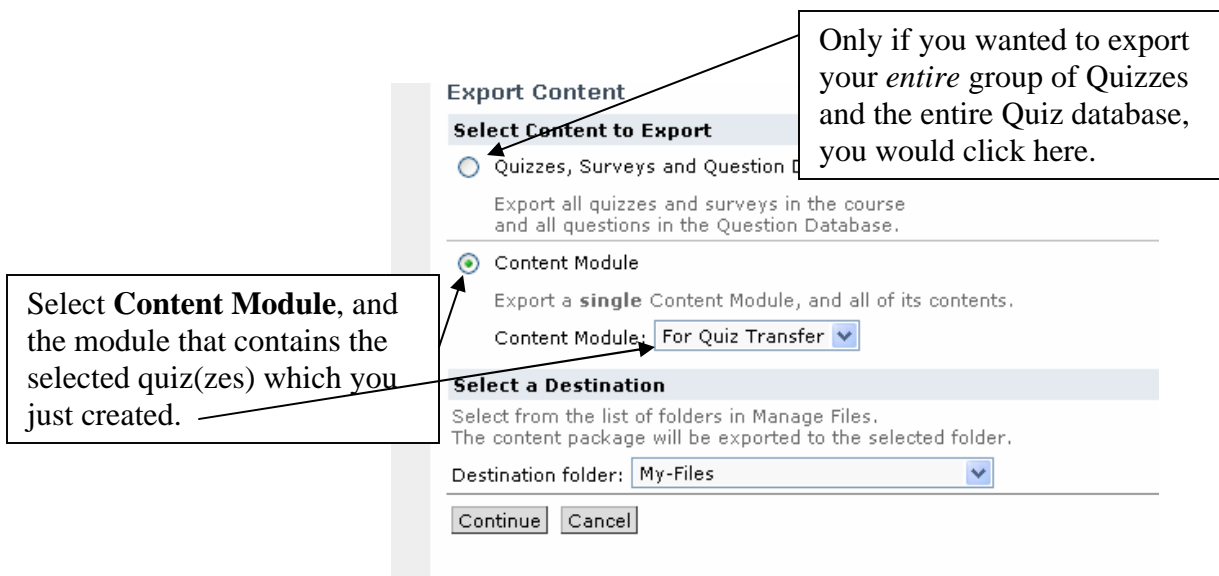 Only if you wanted to export
your entire group of Quizzes
and the entire Quiz database,
you would click here.
Export Content
Select Content to Export
Quizzes, Surveys and Question
Export all quizzes and surveys in the course
and all questions in the Question Database.
Content Module
Export a single Content Module, and all of its contents.
Content Module: For Quiz Transfer
Select Content Module, and
the module that contains the
selected quiz(zes) which you
just created.
Select a Destination
Select from the list of folders in Manage Files.
The content package will be exported to the selected folder.
Destination folder: My-Files
Continue Cancel